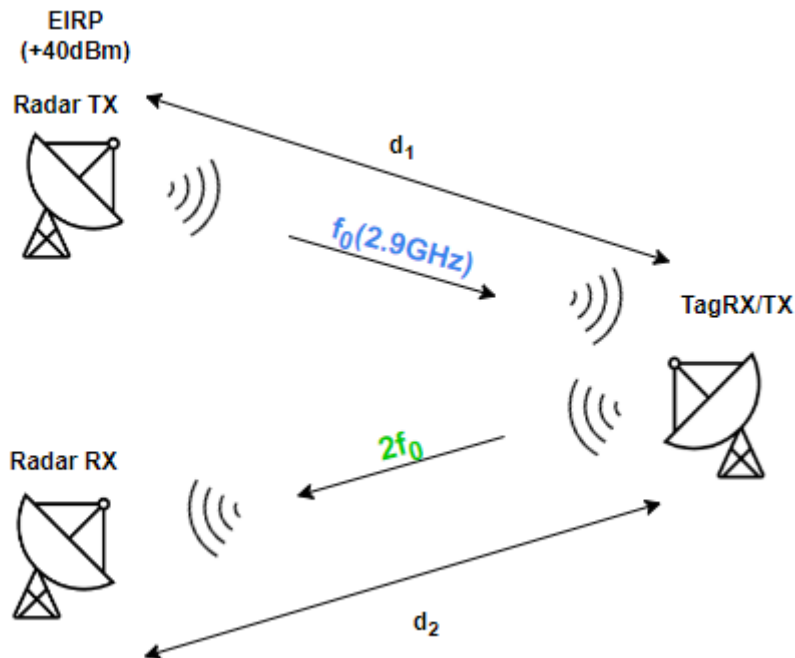 EIRP
(+40dBm)
Radar TX
d1
f0(2.9GHz)
TagRX/TX
2f0
Radar RX
d2